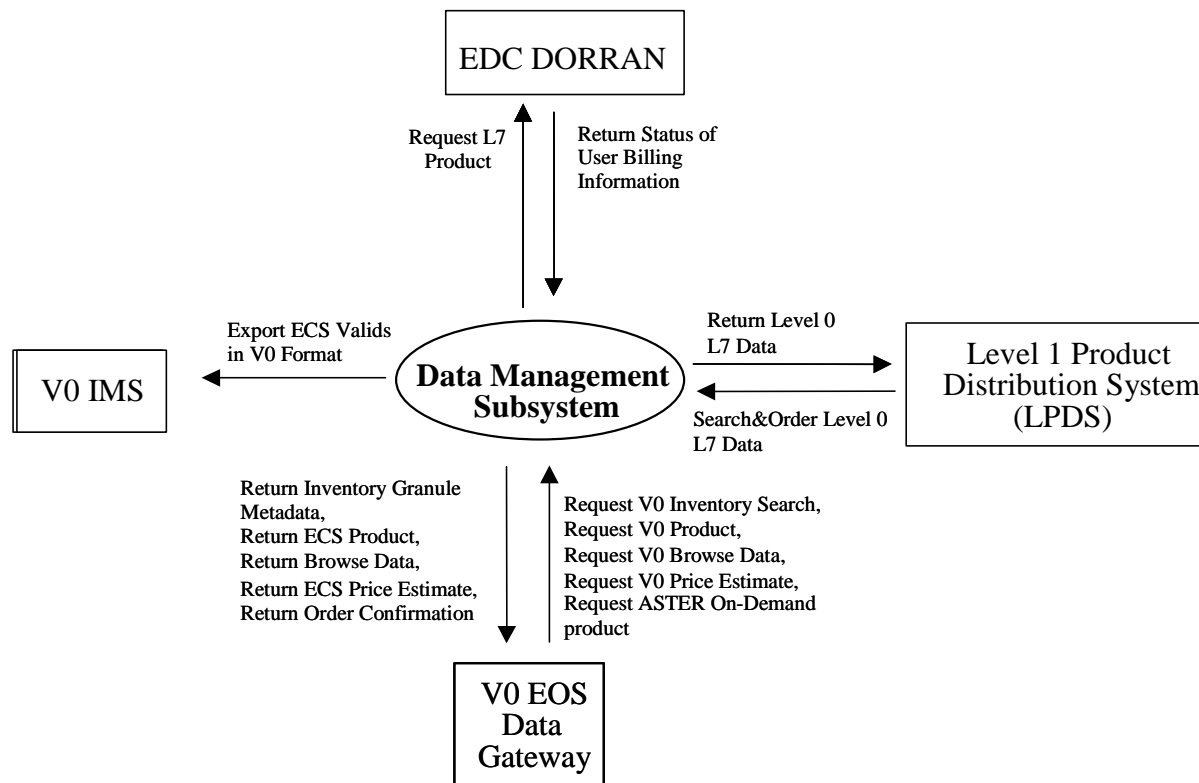 EDC DORRAN
Request L7
Product
Return Status of
User Billing
Information
Export ECS Valids
in V0 Format
V0 IMS
Data Management
Subsystem
Return Level 0
L7 Data
Search&Order Level 0
L7 Data
Level 1 Product
Distribution System
(LPDS)
Return Inventory Granule
Metadata,
Return ECS Product,
Return Browse Data,
Return ECS Price Estimate,
Return Order Confirmation
Request V0 Inventory Search,
Request V0 Product,
Request V0 Browse Data,
Request V0 Price Estimate,
Request ASTER On-Demand
product
V0 EOS
Data
Gateway